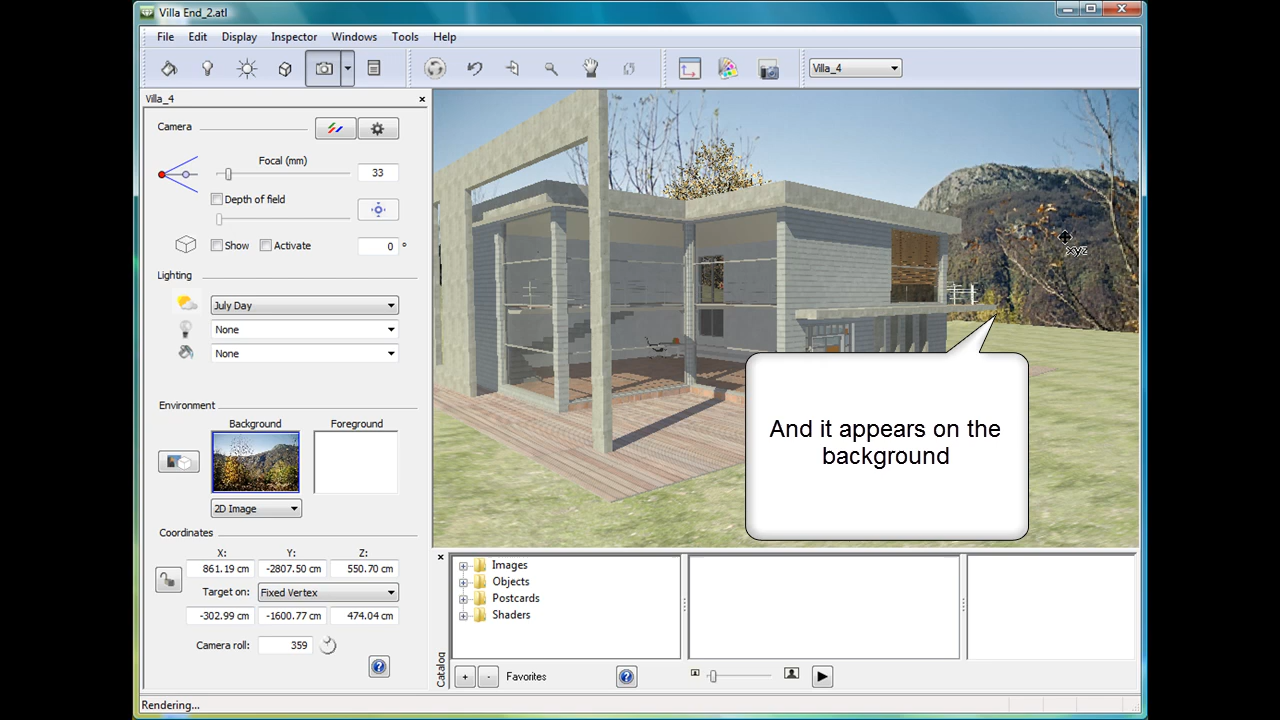 Villa End_2.atl
File Edit Display Inspector Windows Tools Help
Villa_4
Villa_4
Camera
Focal (mm)
33
Depth of field
Show Activate 0 °
Lighting
July Day
None
None
xyz
Environment
Background Foreground
2D Image
And it appears on the
background
Coordinates
X: Y: Z:
861.19 cm -2807.50 cm 550.70 cm
Target on: Fixed Vertex
-302.99 cm -1600.77 cm 474.04 cm
Camera roll: 359
Images
Objects
Postcards
Shaders
Catalog
+ - Favorites
Rendering...